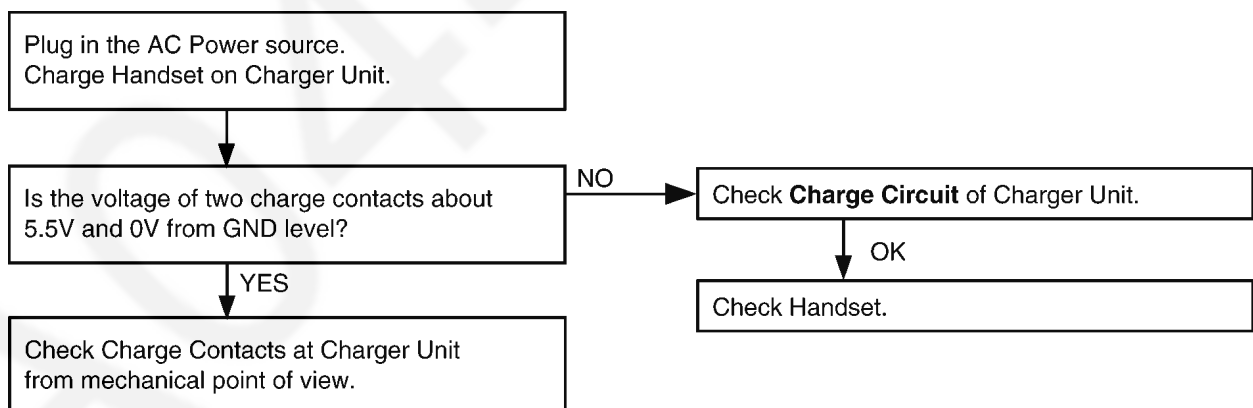 Plug in the AC Power source.
Charge Handset on Charger Unit.
Is the voltage of two charge contacts about
5.5V and 0V from GND level?
NO
Check Charge Circuit of Charger Unit.
OK
Check Handset.
YES
Check Charge Contacts at Charger Unit
from mechanical point of view.